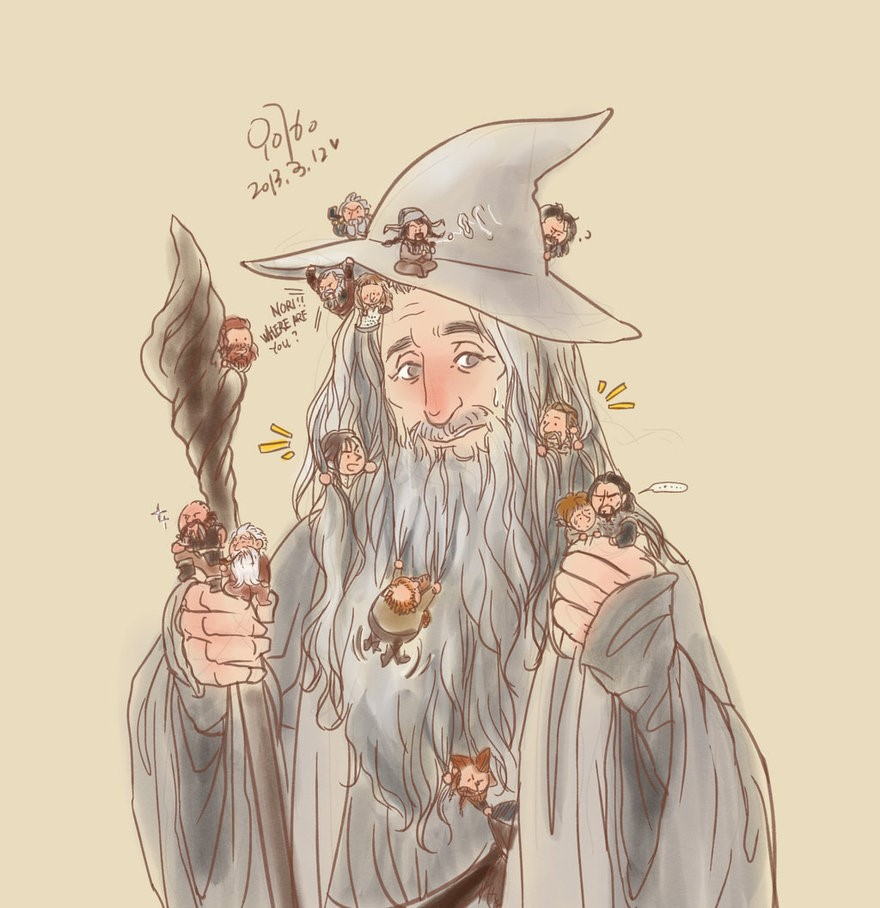 2013.3.12♥
NORI!!
WHERE ARE
YOU?
......